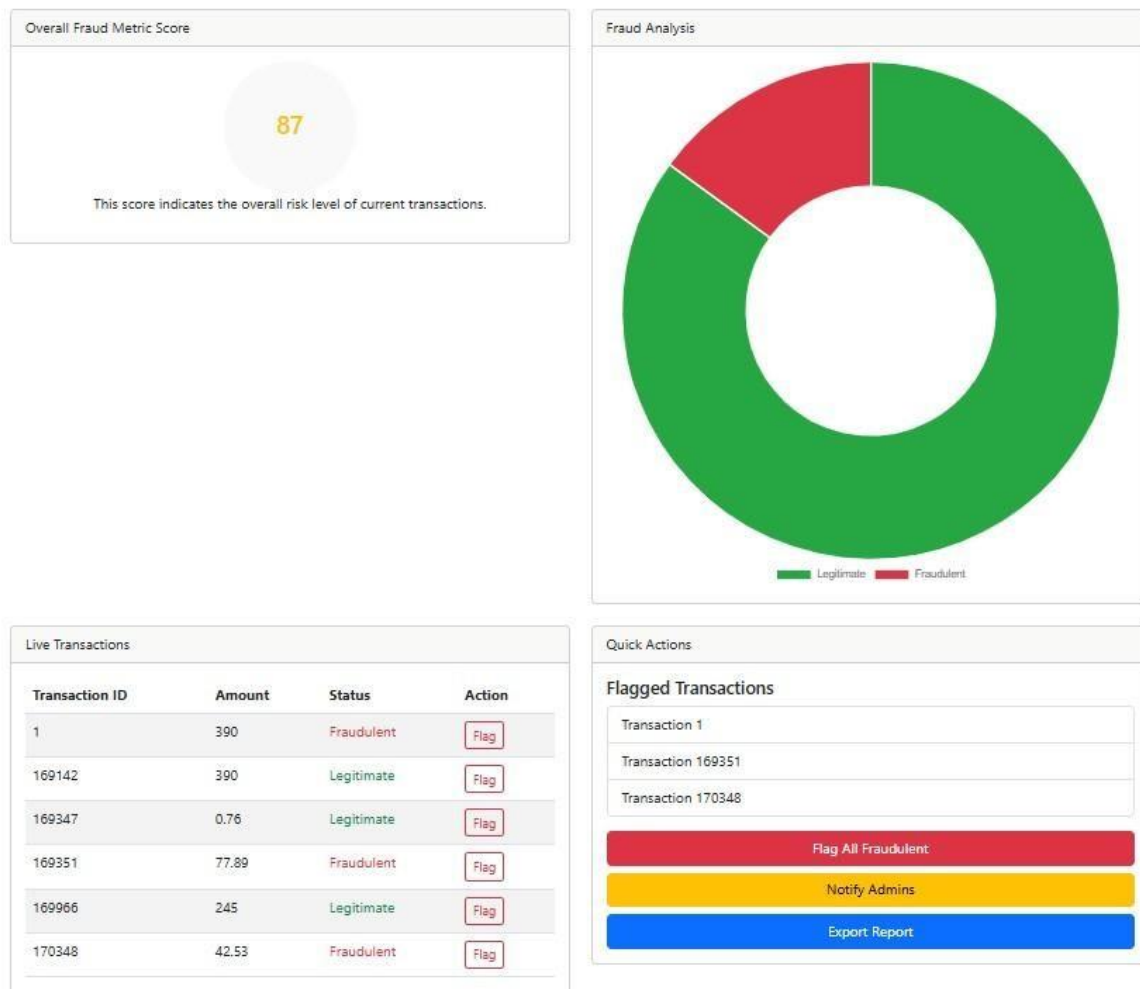 Overall Fraud Metric Score
87
This score indicates the overall risk level of current transactions.
Fraud Analysis
Legitimate Fraudulent
Live Transactions
Transaction ID Amount Status Action
1 390 Fraudulent Flag
169142 390 Legitimate Flag
169347 0.76 Legitimate Flag
169351 77.89 Fraudulent Flag
169966 245 Legitimate Flag
170348 42.53 Fraudulent Flag
Quick Actions
Flagged Transactions
Transaction 1
Transaction 169351
Transaction 170348
Flag All Fraudulent
Notify Admins
Export Report